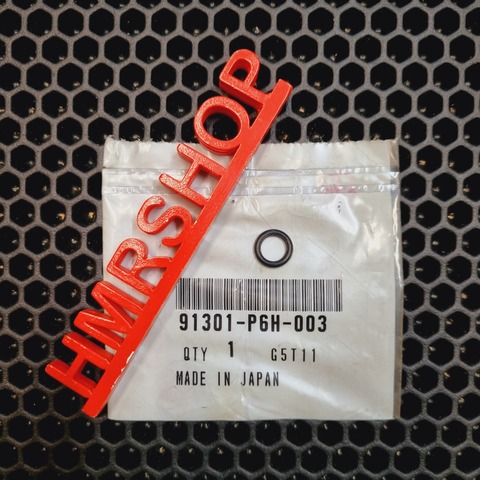 HMRSHOP
91301-P6H-003
QTY 1 G5T11
MADE IN JAPAN